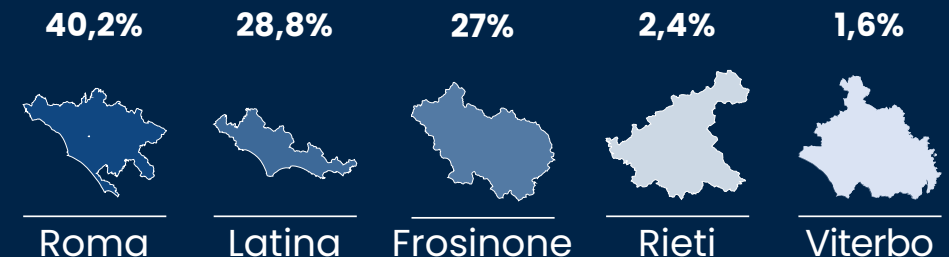 40,2% 28,8% 27% 2,4% 1,6%
Roma Latina Frosinone Rieti Viterbo